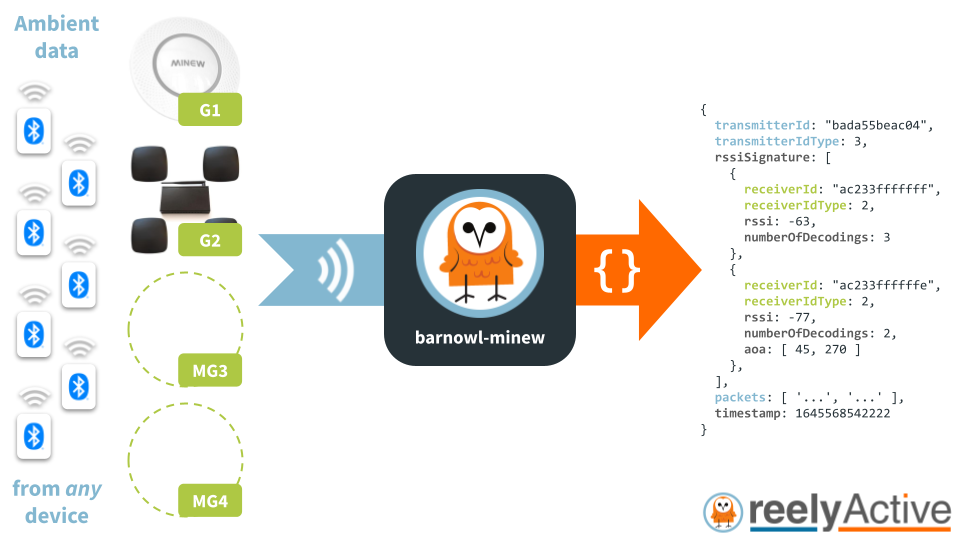 Ambient
data
MINEW
G1
G2
MG3
MG4
from any
device
barnowl-minew
{}
{
transmitterId: "bada55beac04",
transmitterIdType: 3,
rssiSignature: [
{
receiverId: "ac233fffffff",
receiverIdType: 2,
rssi: -63,
numberOfDecodings: 3
},
{
receiverId: "ac233ffffffe",
receiverIdType: 2,
rssi: -77,
numberOfDecodings: 2,
aoa: [ 45, 270 ]
},
],
packets: [ '...', '...' ],
timestamp: 1645568542222
}
reelyActive